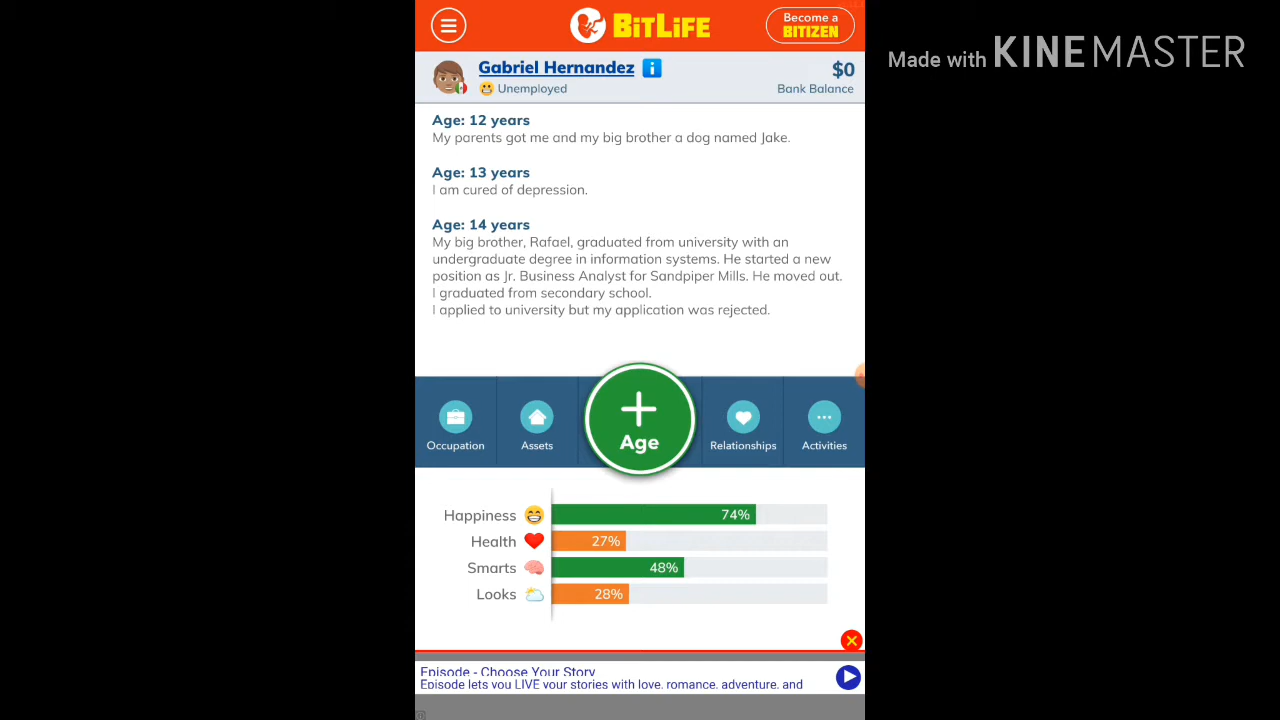 BitLife
Become a
BITIZEN
Made with KINEMASTER
Gabriel Hernandez i
$0
Unemployed
Bank Balance
Age: 12 years
My parents got me and my big brother a dog named Jake.
Age: 13 years
I am cured of depression.
Age: 14 years
My big brother, Rafael, graduated from university with an
undergraduate degree in information systems. He started a new
position as Jr. Business Analyst for Sandpiper Mills. He moved out.
I graduated from secondary school.
I applied to university but my application was rejected.
+
Age
Occupation
Assets
Relationships
Activities
Happiness 74%
Health 27%
Smarts 48%
Looks 28%
Episode - Choose Your Story
Episode lets you LIVE your stories with love, romance, adventure, and